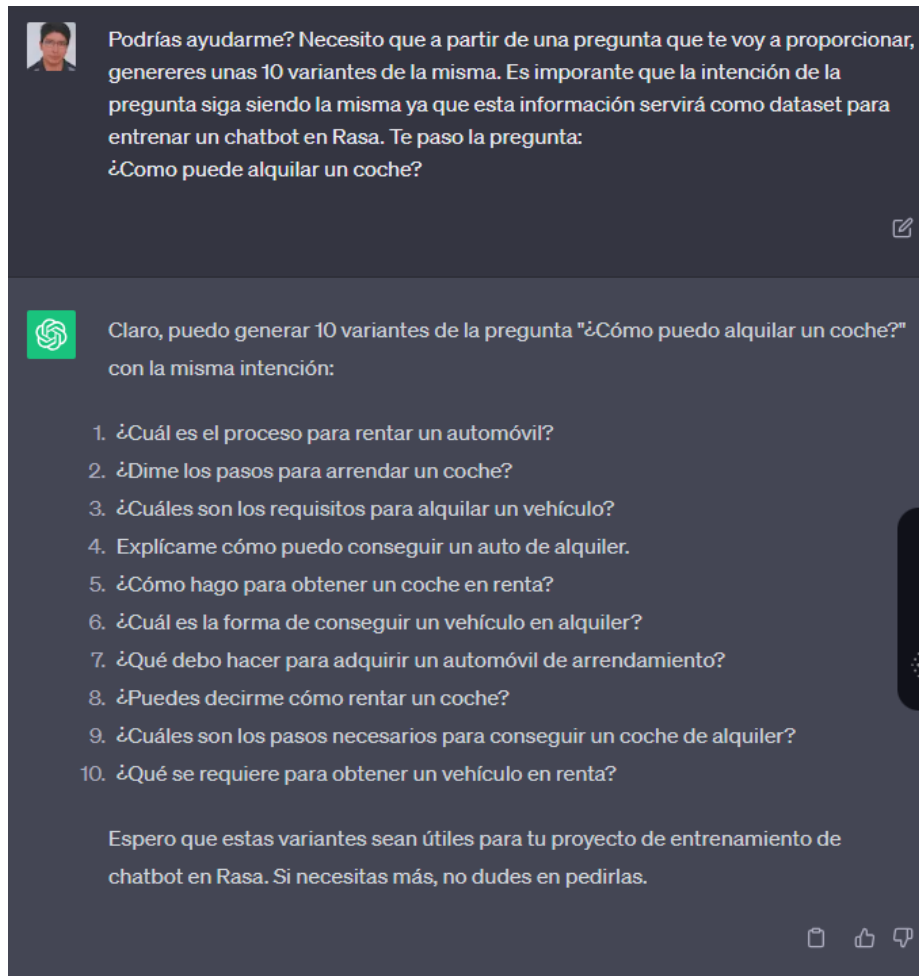 Podrías ayudarme? Necesito que a partir de una pregunta que te voy a proporcionar,
genereres unas 10 variantes de la misma. Es imporante que la intención de la
pregunta siga siendo la misma ya que esta información servirá como dataset para
entrenar un chatbot en Rasa. Te paso la pregunta:
¿Como puede alquilar un coche?
Claro, puedo generar 10 variantes de la pregunta "¿Cómo puedo alquilar un coche?"
con la misma intención:
1. ¿Cuál es el proceso para rentar un automóvil?
2. ¿Dime los pasos para arrendar un coche?
3. ¿Cuáles son los requisitos para alquilar un vehículo?
4. Explícame cómo puedo conseguir un auto de alquiler.
5. ¿Cómo hago para obtener un coche en renta?
6. ¿Cuál es la forma de conseguir un vehículo en alquiler?
7. ¿Qué debo hacer para adquirir un automóvil de arrendamiento?
8. ¿Puedes decirme cómo rentar un coche?
9. ¿Cuáles son los pasos necesarios para conseguir un coche de alquiler?
10. ¿Qué se requiere para obtener un vehículo en renta?
Espero que estas variantes sean útiles para tu proyecto de entrenamiento de
chatbot en Rasa. Si necesitas más, no dudes en pedirlas.